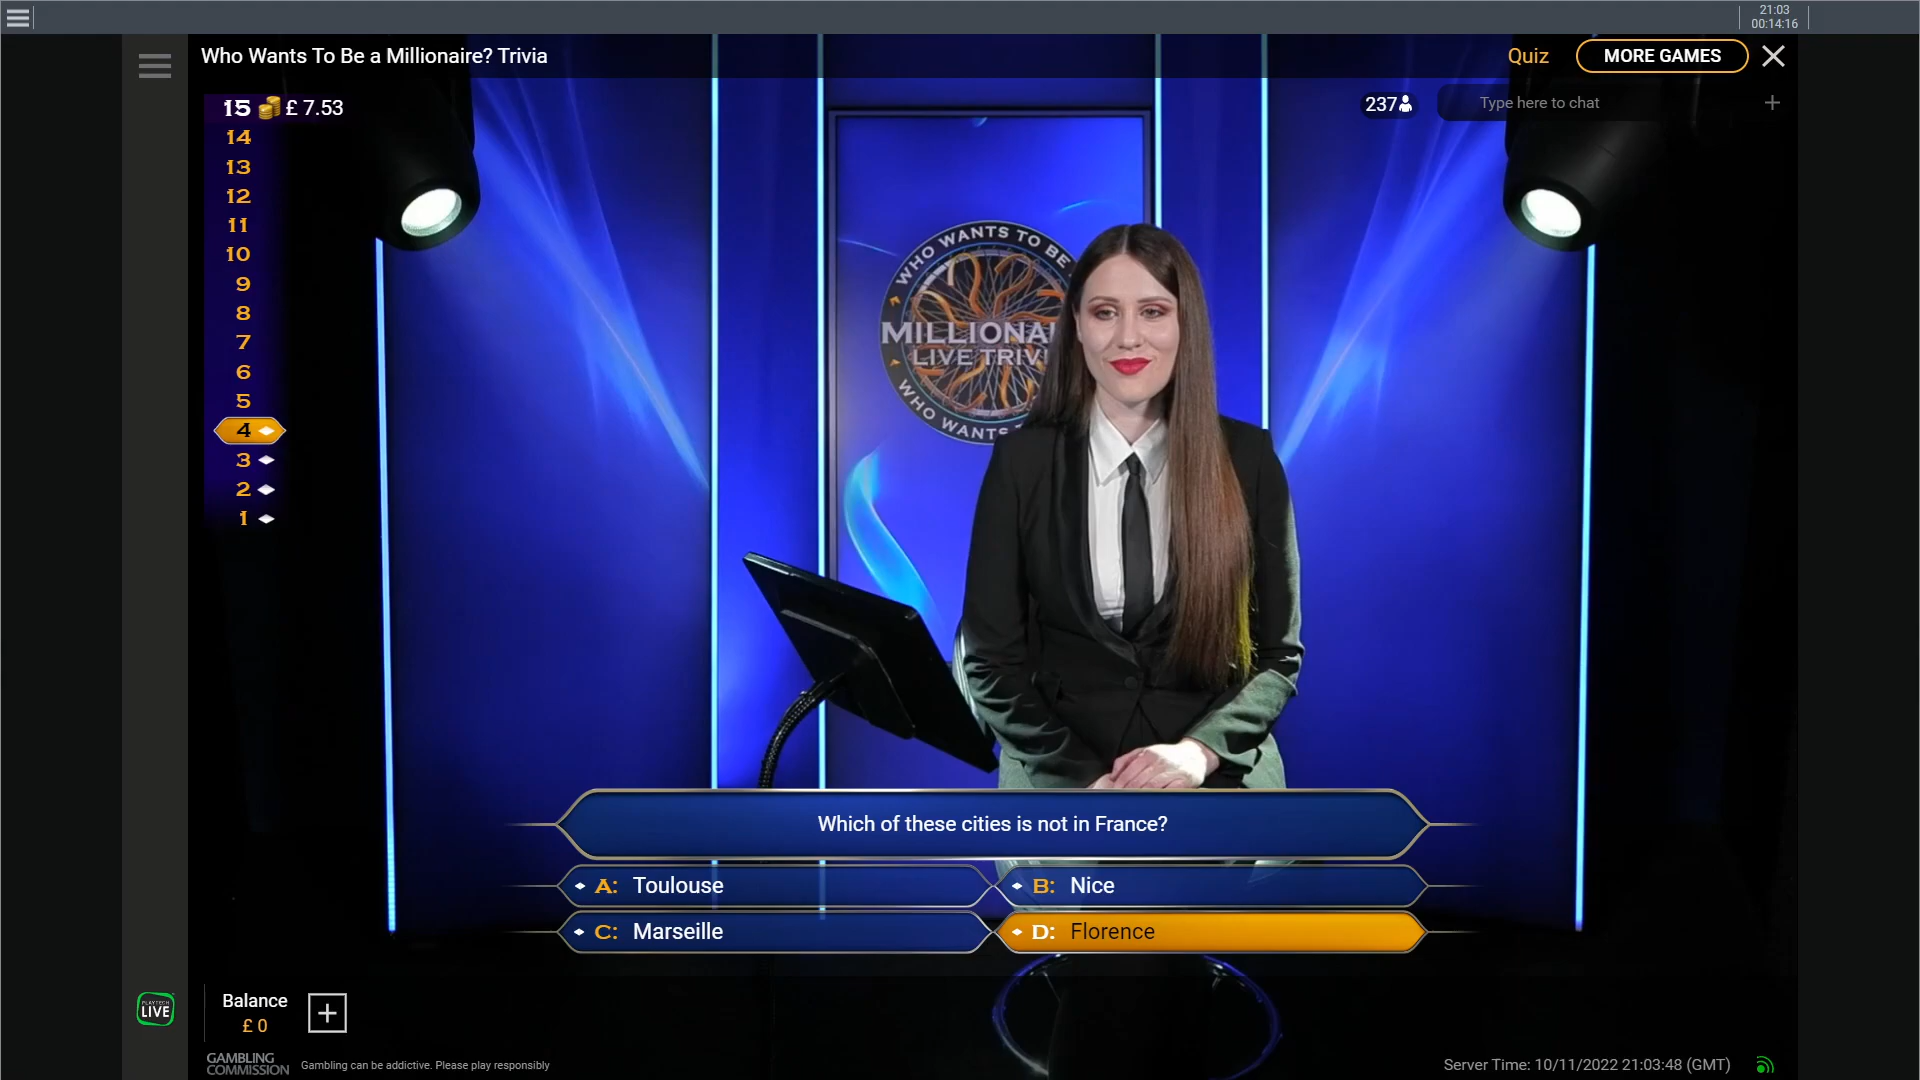 21:03
00:14:16
Who Wants To Be a Millionaire? Trivia
Quiz
MORE GAMES
15 £ 7.53
237
Type here to chat
14
13
12
11
10
9
8
7
6
5
4
3
2
1
WHO WANTS TO BE
MILLIONAI
LIVE TRIVI
WHO WANTS
Which of these cities is not in France?
A: Toulouse
B: Nice
C: Marseille
D: Florence
PLAYTECH
LIVE
Balance
£ 0
GAMBLING
COMMISSION
Gambling can be addictive. Please play responsibly
Server Time: 10/11/2022 21:03:48 (GMT)